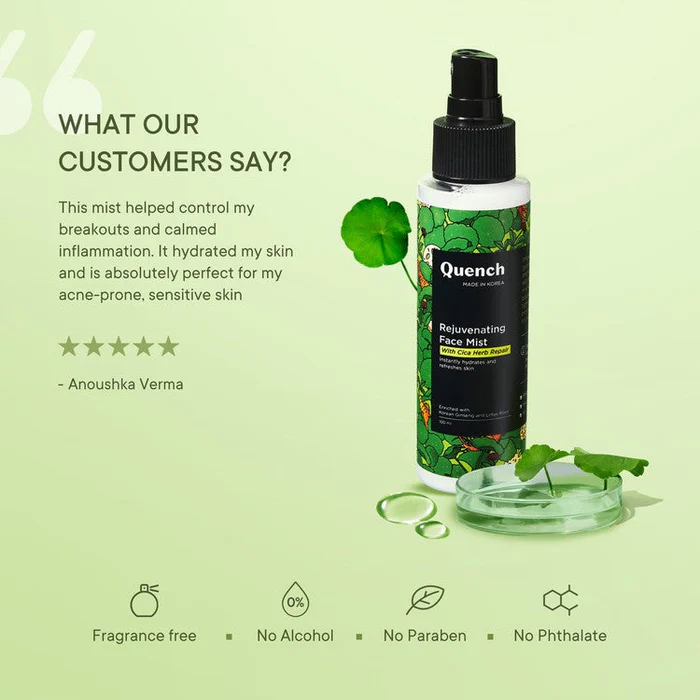 WHAT OUR
CUSTOMERS SAY?
This mist helped control my
breakouts and calmed
inflammation. It hydrated my skin
and is absolutely perfect for my
acne-prone, sensitive skin
- Anoushka Verma
Quench
MADE IN KOREA
Rejuvenating
Face Mist
With Cica Herb Repair
Instantly hydrates and
refreshes skin
Enriched with
Korean Ginseng and Lotus Root
100 ml
0%
Fragrance free ▪ No Alcohol ▪ No Paraben ▪ No Phthalate